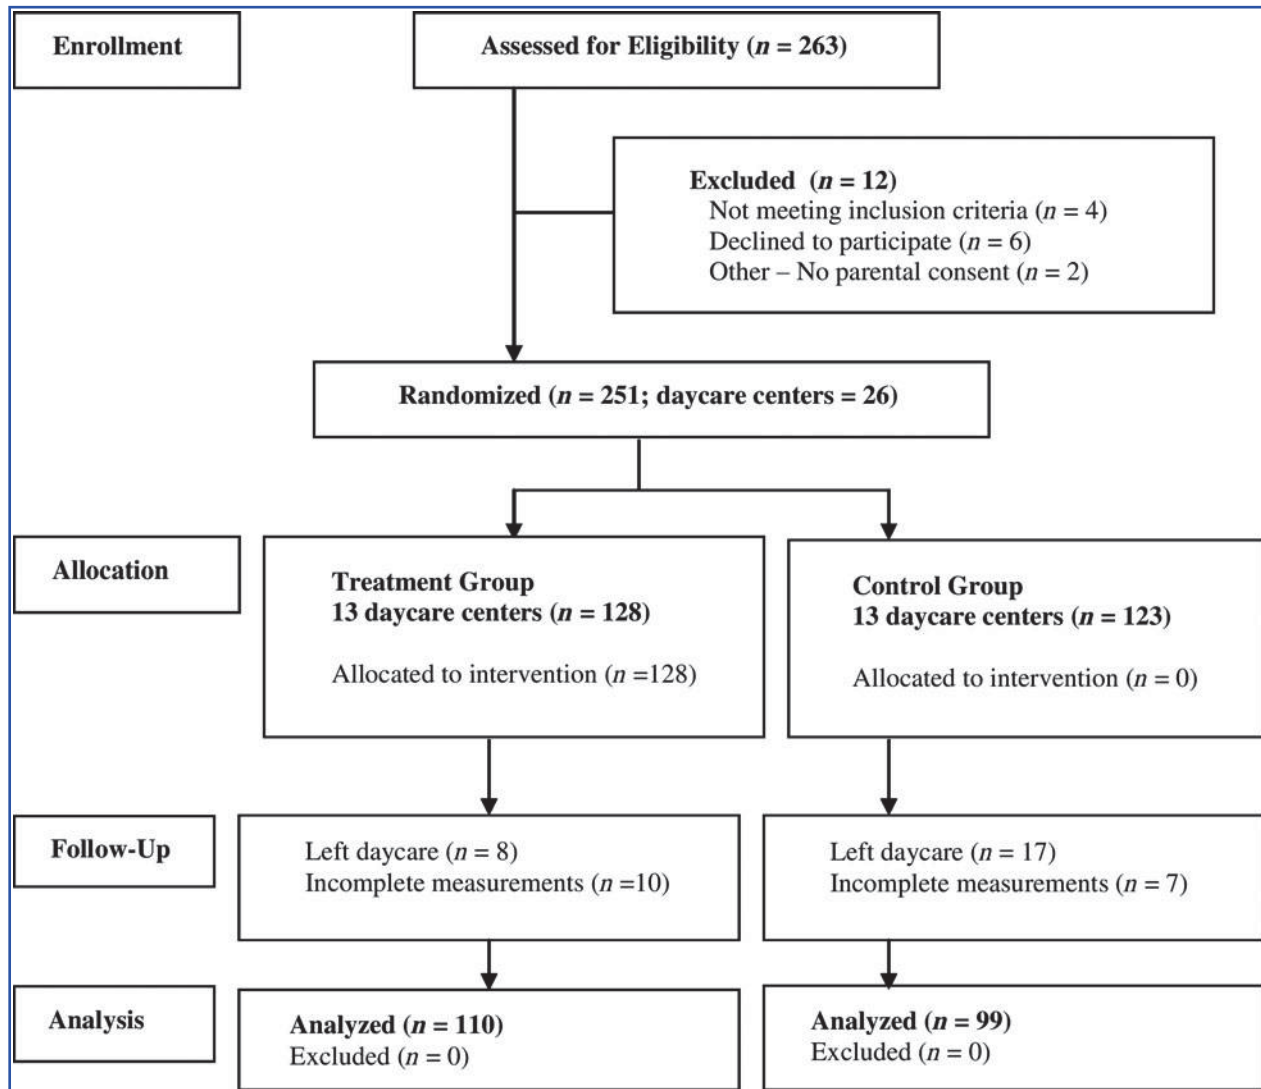 Enrollment
Assessed for Eligibility (n = 263)
Excluded (n = 12)
Not meeting inclusion criteria (n = 4)
Declined to participate (n = 6)
Other – No parental consent (n = 2)
Randomized (n = 251; daycare centers = 26)
Allocation
Treatment Group
13 daycare centers (n = 128)
Allocated to intervention (n =128)
Control Group
13 daycare centers (n = 123)
Allocated to intervention (n = 0)
Follow-Up
Left daycare (n = 8)
Incomplete measurements (n =10)
Left daycare (n = 17)
Incomplete measurements (n = 7)
Analysis
Analyzed (n = 110)
Excluded (n = 0)
Analyzed (n = 99)
Excluded (n = 0)